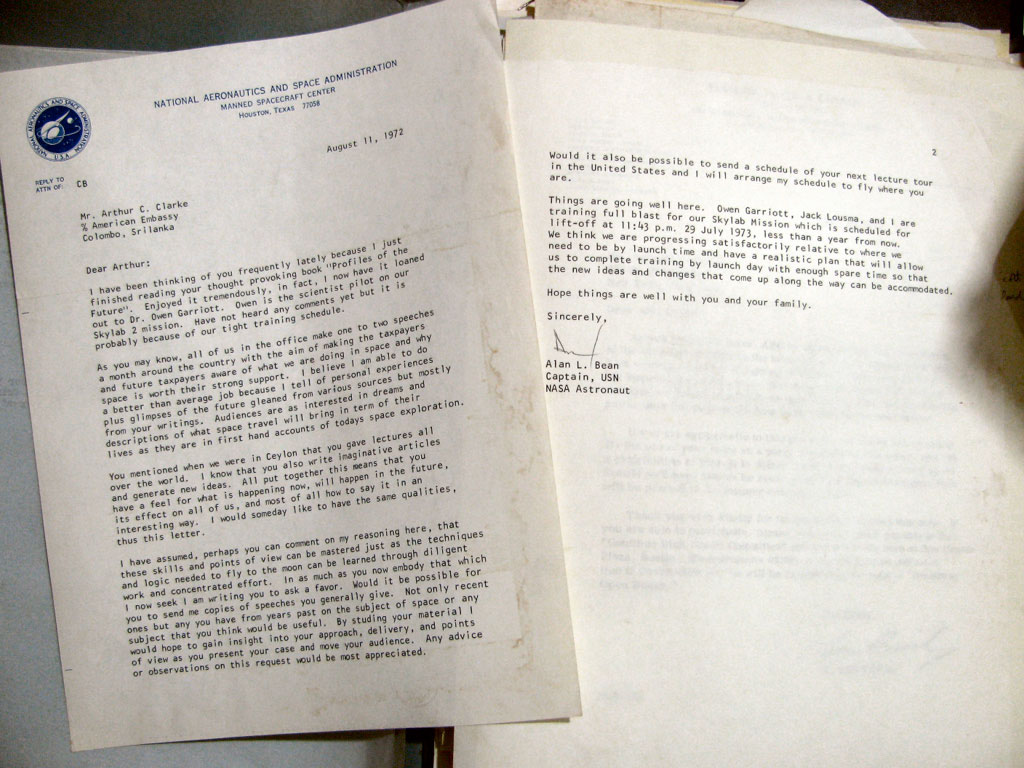 NATIONAL AERONAUTICS AND SPACE ADMINISTRATION
MANNED SPACECRAFT CENTER
HOUSTON, TEXAS 77058
NATIONAL AERONAUTICS AND SPACE ADMINISTRATION
U.S.A.
August 11, 1972
REPLY TO
ATTN OF: CB
Mr. Arthur C. Clarke
% American Embassy
Colombo, Srilanka
Dear Arthur:
I have been thinking of you frequently lately because I just
finished reading your thought provoking book "Profiles of the
Future". Enjoyed it tremendously, in fact, I now have it loaned
out to Dr. Owen Garriott. Owen is the scientist pilot on our
Skylab 2 mission. Have not heard any comments yet but it is
probably because of our tight training schedule.
As you may know, all of us in the office make one to two speeches
a month around the country with the aim of making the taxpayers
and future taxpayers aware of what we are doing in space and why
space is worth their strong support. I believe I am able to do
a better than average job because I tell of personal experiences
plus glimpses of the future gleaned from various sources but mostly
from your writings. Audiences are as interested in dreams and
descriptions of what space travel will bring in term of their
lives as they are in first hand accounts of todays space exploration.
You mentioned when we were in Ceylon that you gave lectures all
over the world. I know that you also write imaginative articles
and generate new ideas. All put together this means that you
have a feel for what is happening now, will happen in the future,
its effect on all of us, and most of all how to say it in an
interesting way. I would someday like to have the same qualities,
thus this letter.
I have assumed, perhaps you can comment on my reasoning here, that
these skills and points of view can be mastered just as the techniques
and logic needed to fly to the moon can be learned through diligent
work and concentrated effort. In as much as you now embody that which
I now seek I am writing you to ask a favor. Would it be possible for
you to send me copies of speeches you generally give. Not only recent
ones but any you have from years past on the subject of space or any
subject that you think would be useful. By studing your material I
would hope to gain insight into your approach, delivery, and points
of view as you present your case and move your audience. Any advice
or observations on this request would be most appreciated.
2
Would it also be possible to send a schedule of your next lecture tour
in the United States and I will arrange my schedule to fly where you
are.
Things are going well here. Owen Garriott, Jack Lousma, and I are
training full blast for our Skylab Mission which is scheduled for
lift-off at 11:43 p.m. 29 July 1973, less than a year from now.
We think we are progressing satisfactorily relative to where we
need to be by launch time and have a realistic plan that will allow
us to complete training by launch day with enough spare time so that
the new ideas and changes that come up along the way can be accommodated.
Hope things are well with you and your family.
Sincerely,
Alan L. Bean
Captain, USN
NASA Astronaut